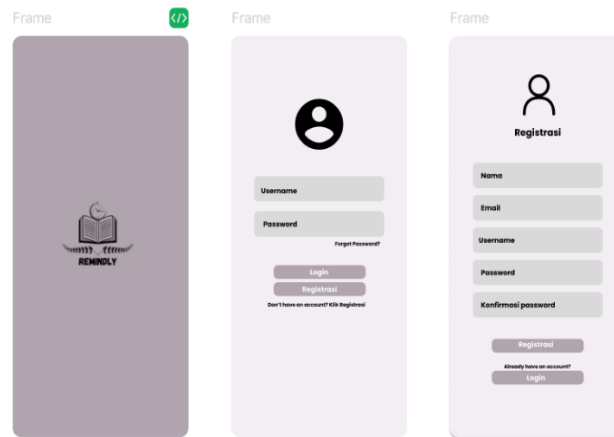 Frame
</>
REMINDLY
Frame
Username
Password
Forgot Password?
Login
Registrasi
Don't have an account? Klik Registrasi
Frame
Registrasi
Nama
Email
Username
Password
Konfirmasi password
Registrasi
Already have an account?
Login